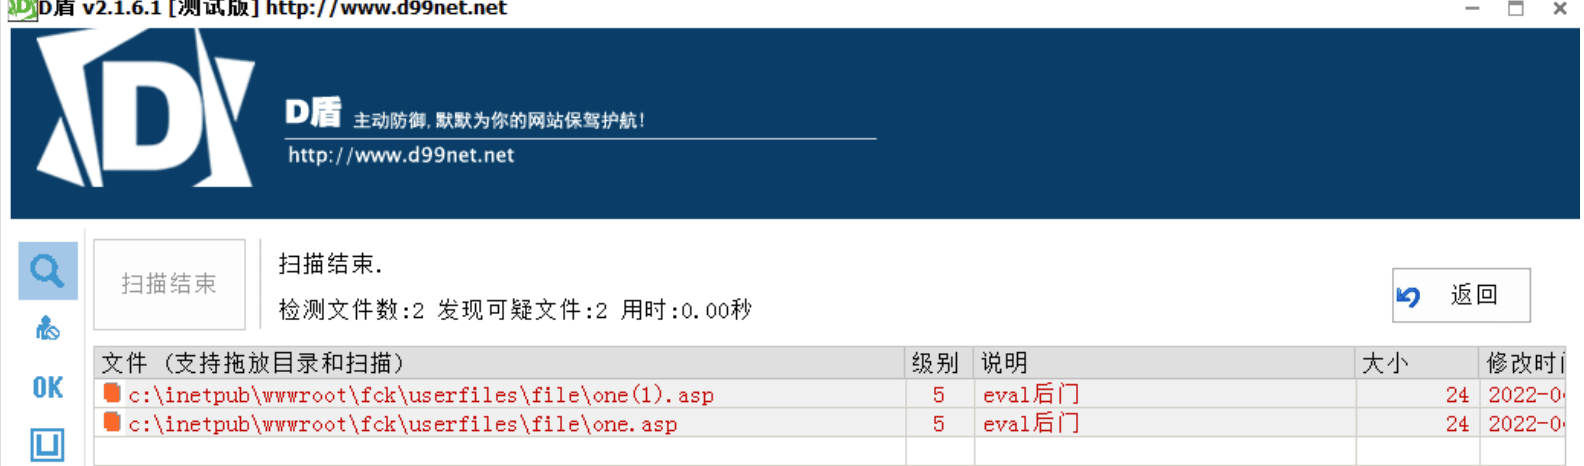 D盾 v2.1.6.1 [测试版] http://www.d99net.net
D
D盾 主动防御,默默为你的网站保驾护航!
http://www.d99net.net
扫描结束
扫描结束.
检测文件数:2 发现可疑文件:2 用时:0.00秒
返回
OK
文件 (支持拖放目录和扫描) 级别 说明 大小 修改时
c:\inetpub\wwwroot\fck\userfiles\file\one(1).asp 5 eval后门 24 2022-0
c:\inetpub\wwwroot\fck\userfiles\file\one.asp 5 eval后门 24 2022-0